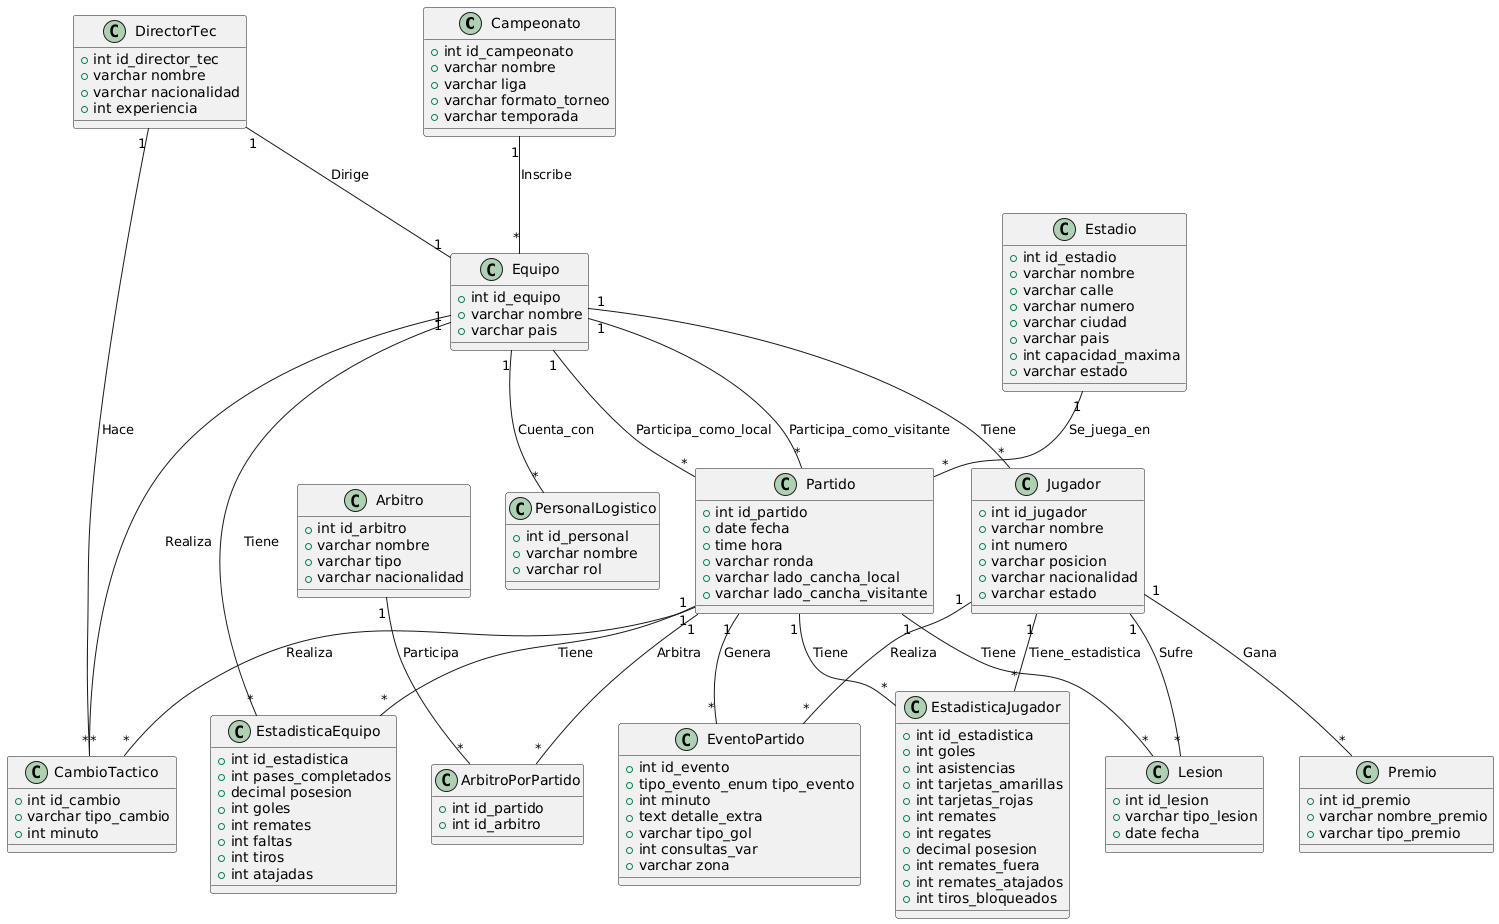 C DirectorTec
int id_director_tec
varchar nombre
varchar nacionalidad
int experiencia
C Campeonato
int id_campeonato
varchar nombre
varchar liga
varchar formato_torneo
varchar temporada
1
1
1
Dirige
Inscribe
1
*
C Equipo
int id_equipo
varchar nombre
varchar pais
C Estadio
int id_estadio
varchar nombre
varchar calle
varchar numero
varchar ciudad
varchar pais
int capacidad_maxima
varchar estado
1
1
1
1
1
1
1
Hace
Cuenta_con
Participa_como_local
Participa_como_visitante
Tiene
Se_juega_en
*
*
*
*
*
C Arbitro
int id_arbitro
varchar nombre
varchar tipo
varchar nacionalidad
C PersonalLogistico
int id_personal
varchar nombre
varchar rol
C Partido
int id_partido
date fecha
time hora
varchar ronda
varchar lado_cancha_local
varchar lado_cancha_visitante
C Jugador
int id_jugador
varchar nombre
int numero
varchar posicion
varchar nacionalidad
varchar estado
Realiza
Tiene
1
1
1
1
1
1
1
1
1
1
1
1
Realiza
Participa
Tiene
Arbitra
Genera
Tiene
Realiza
Tiene
Tiene_estadistica
Sufre
Gana
*
*
*
*
*
*
*
*
*
*
*
*
*
*
C CambioTactico
int id_cambio
varchar tipo_cambio
int minuto
C EstadisticaEquipo
int id_estadistica
int pases_completados
decimal posesion
int goles
int remates
int faltas
int tiros
int atajadas
C ArbitroPorPartido
int id_partido
int id_arbitro
C EventoPartido
int id_evento
tipo_evento_enum tipo_evento
int minuto
text detalle_extra
varchar tipo_gol
int consultas_var
varchar zona
C EstadisticaJugador
int id_estadistica
int goles
int asistencias
int tarjetas_amarillas
int tarjetas_rojas
int remates
int regates
decimal posesion
int remates_fuera
int remates_atajados
int tiros_bloqueados
C Lesion
int id_lesion
varchar tipo_lesion
date fecha
C Premio
int id_premio
varchar nombre_premio
varchar tipo_premio